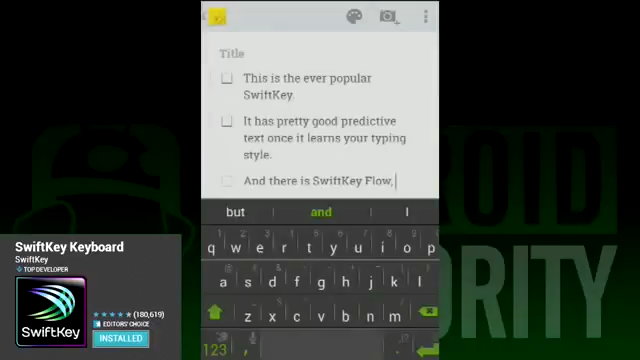 Title
This is the ever popular
SwiftKey.
It has pretty good predictive
text once it learns your typing
style.
And there is SwiftKey Flow,
but and I
q w e r t y u i o p
a s d f g h j k l
z x c v b n m
123 , .
SwiftKey Keyboard
SwiftKey
TOP DEVELOPER
(180,619)
EDITORS' CHOICE
INSTALLED
SwiftKey
ROID
ORITY